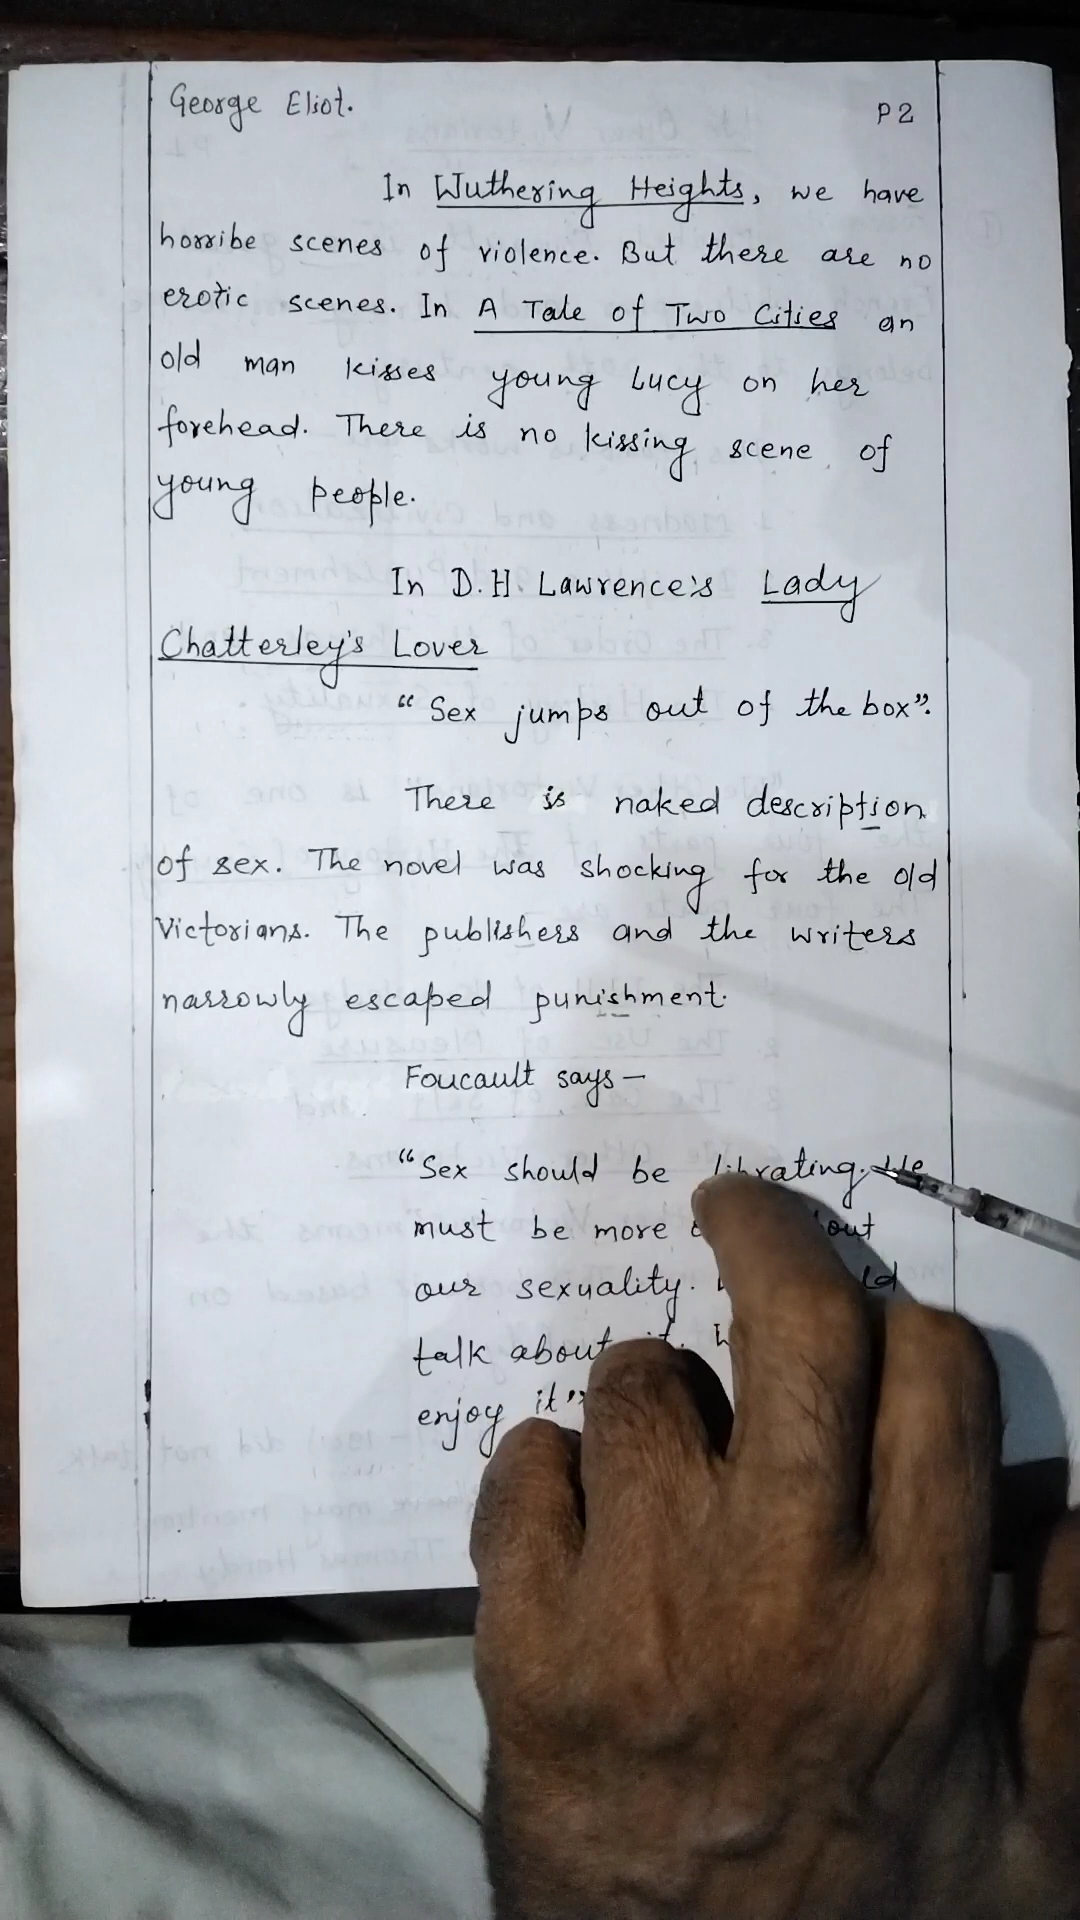 George Eliot.
P2
In Wuthering Heights, we have
horribe scenes of violence. But there are no
erotic scenes. In A Tale of Two Cities an
old man kisses young Lucy on her
forehead. There is no kissing scene of
young people.
In D.H. Lawrence's Lady
Chatterley's Lover
“Sex jumps out of the box”.
There is naked description
of sex. The novel was shocking for the old
Victorians. The publishers and the writers
narrowly escaped punishment.
Foucault says —
“Sex should be
must be more
our sexuality.
talk about it.
enjoy it”